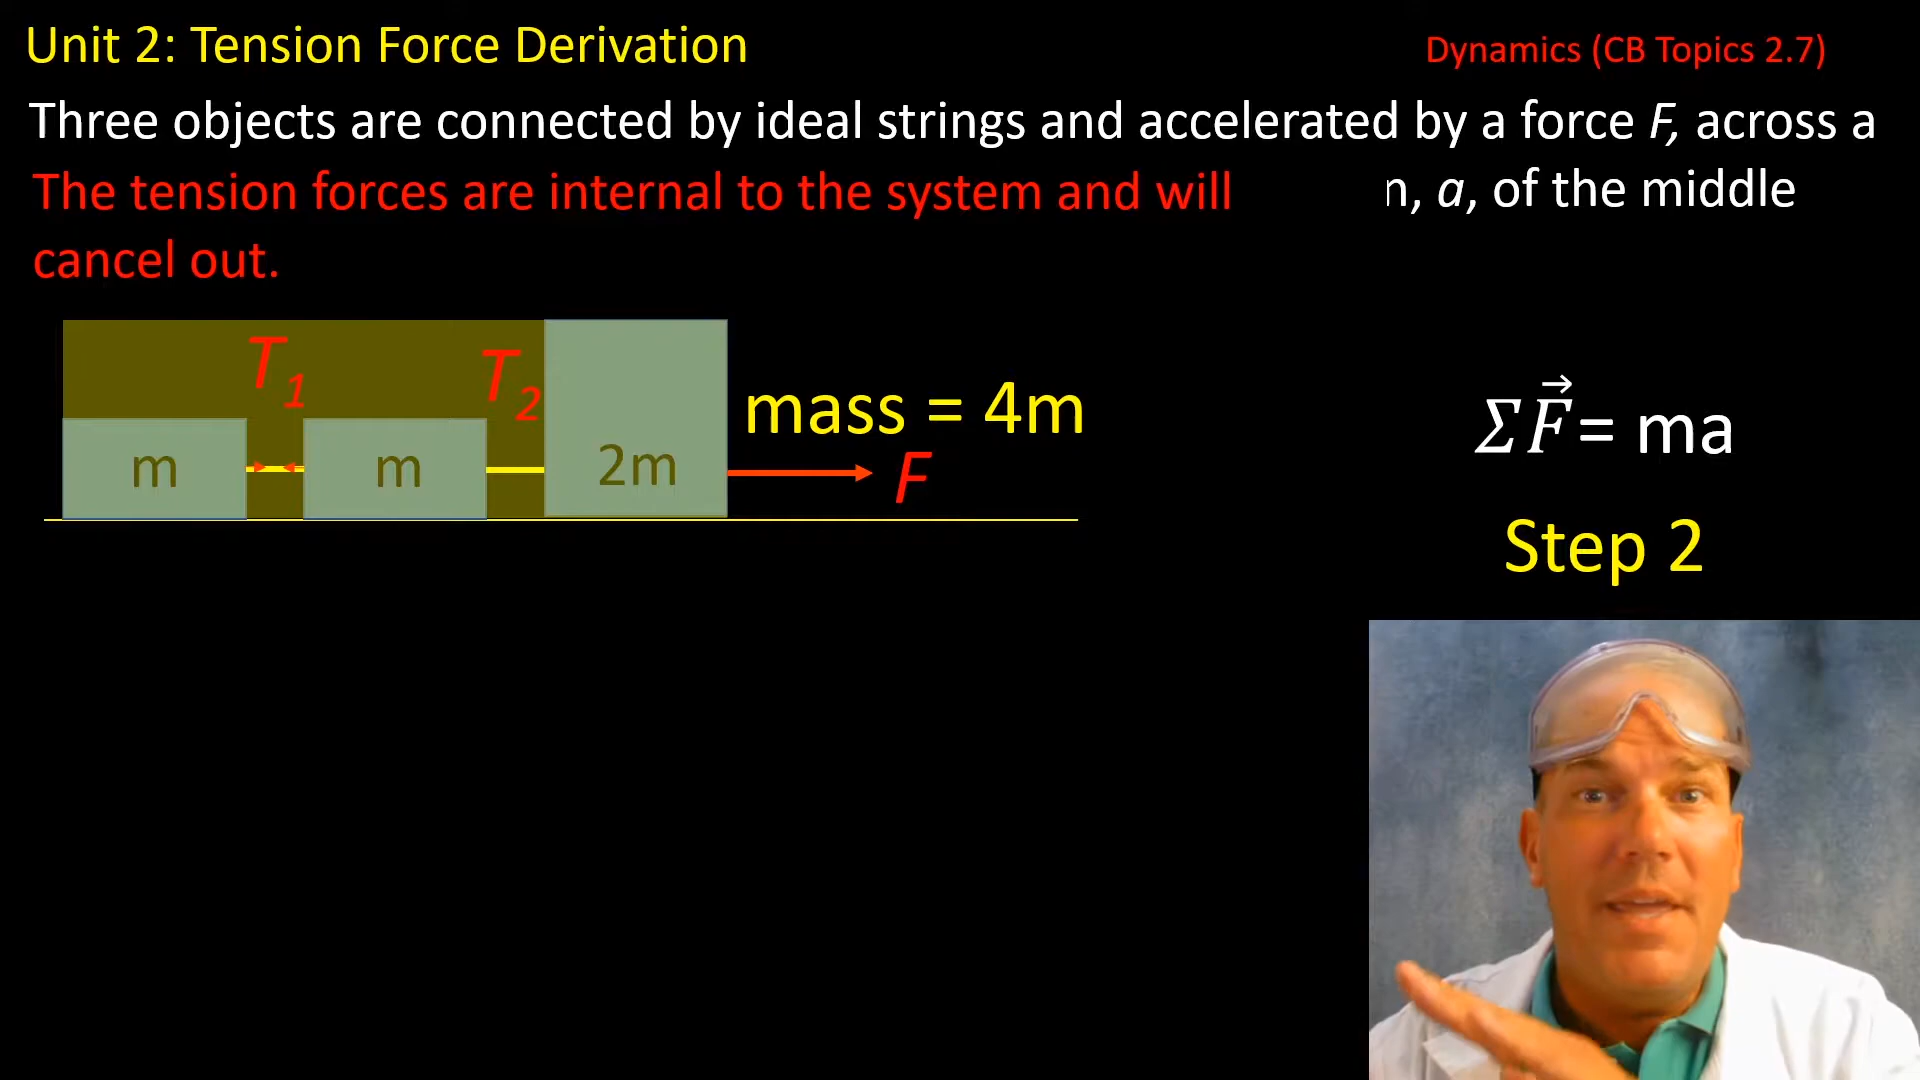 Unit 2: Tension Force Derivation
Dynamics (CB Topics 2.7)
Three objects are connected by ideal strings and accelerated by a force F, across a
The tension forces are internal to the system and will n, a, of the middle
cancel out.
T₁ T₂
mass = 4m
m m 2m F
ΣF⃗ = ma
Step 2